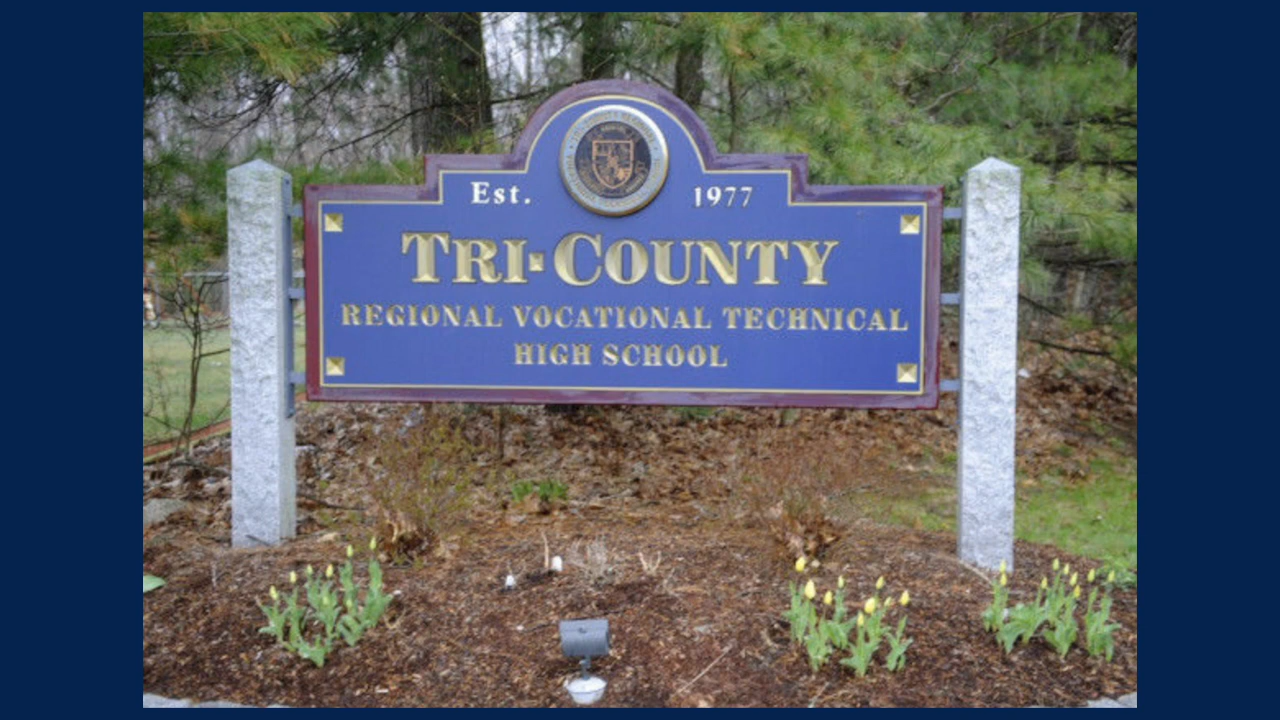 Est. 1977
TRI-COUNTY
REGIONAL VOCATIONAL TECHNICAL
HIGH SCHOOL